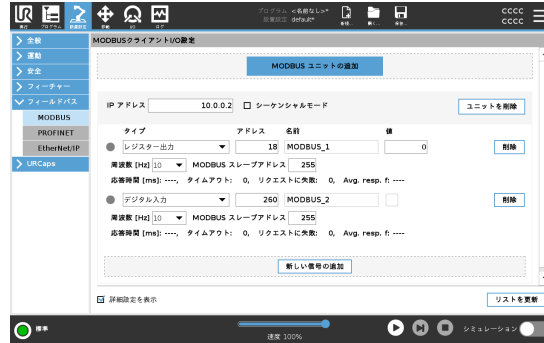 プログラム <名前なし>*
設置設定 default*
CCCC
CCCC
実行 プログラム 設置設定 移動 I/O ログ 新規... 開く... 保存...
全般
MODBUSクライアントI/O設定
運動
安全
フィーチャー
フィールドバス
MODBUS
PROFINET
EtherNet/IP
URCaps
MODBUS ユニットの追加
IP アドレス 10.0.0.2 シーケンシャルモード ユニットを削除
タイプ アドレス 名前 値
レジスター出力 18 MODBUS_1 0 削除
周波数 [Hz] 10 MODBUS スレーブアドレス 255
応答時間 [ms]: ----, タイムアウト: 0, リクエストに失敗: 0, Avg. resp. f: ----
デジタル入力 260 MODBUS_2 削除
周波数 [Hz] 10 MODBUS スレーブアドレス 255
応答時間 [ms]: ----, タイムアウト: 0, リクエストに失敗: 0, Avg. resp. f: ----
新しい信号の追加
詳細設定を表示 リストを更新
標準
速度 100%
シミュレーション